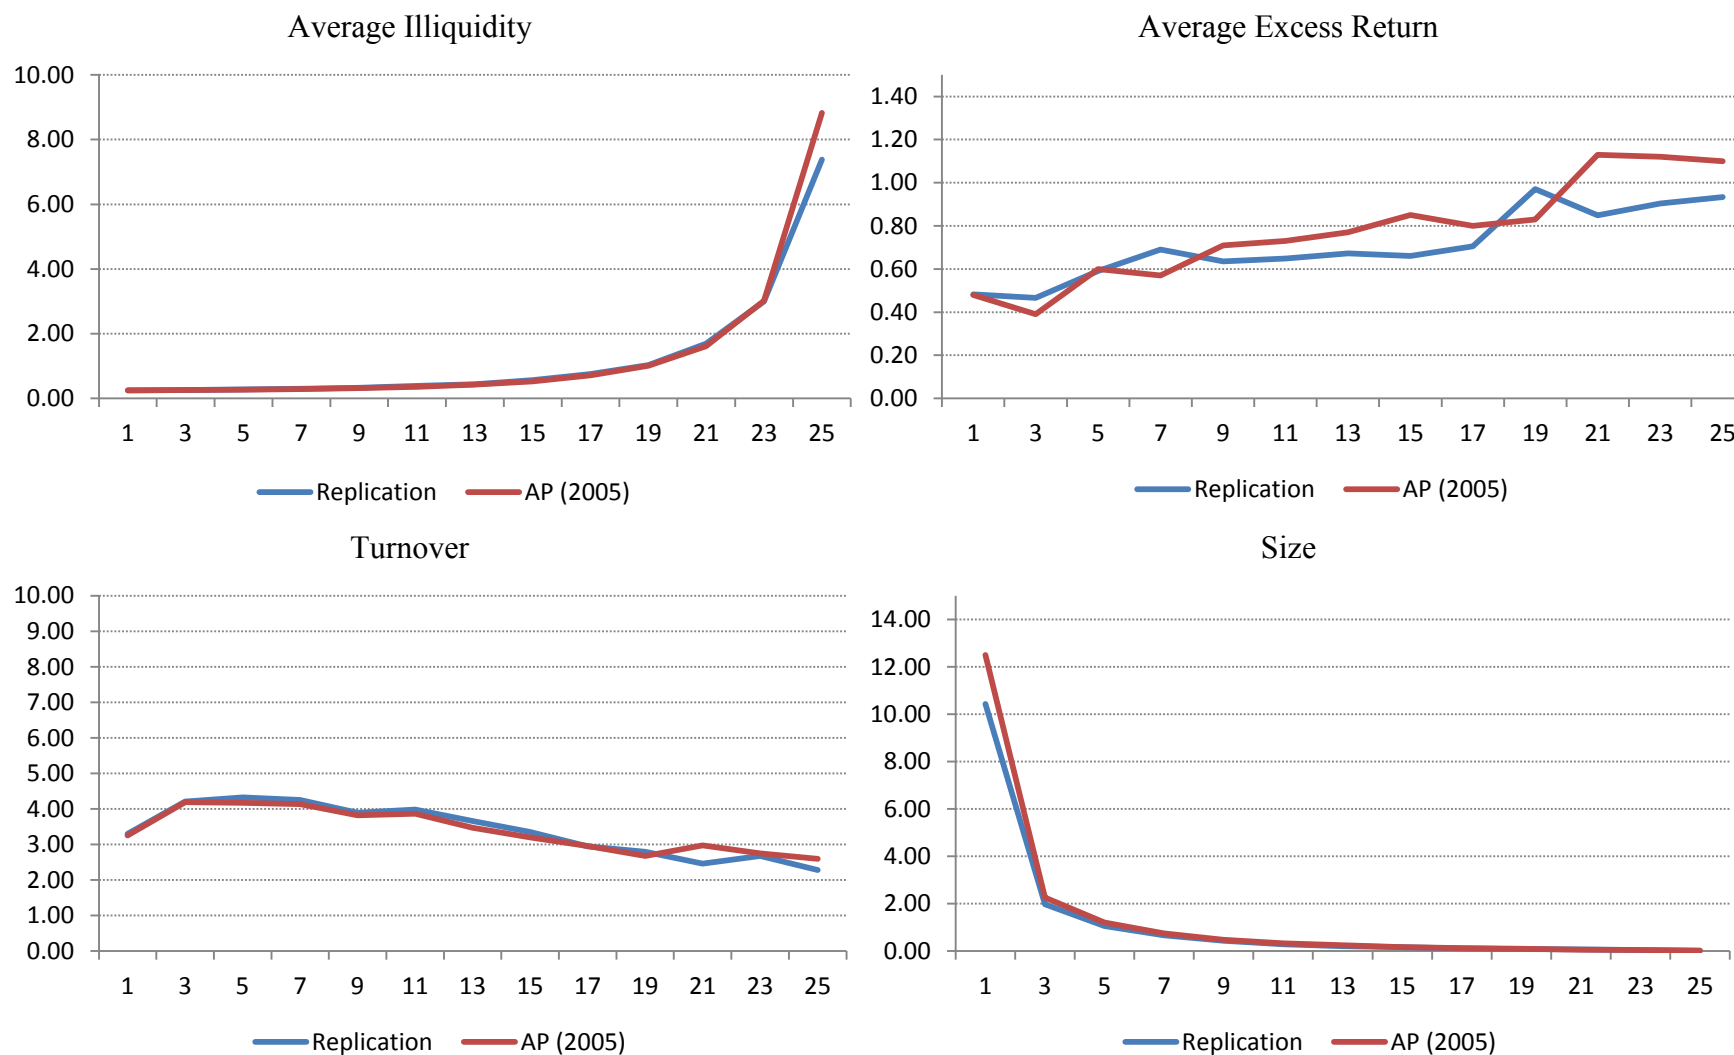 Average Illiquidity
10.00
8.00
6.00
4.00
2.00
0.00
1 3 5 7 9 11 13 15 17 19 21 23 25
Replication AP (2005)
Average Excess Return
1.40
1.20
1.00
0.80
0.60
0.40
0.20
0.00
1 3 5 7 9 11 13 15 17 19 21 23 25
Replication AP (2005)
Turnover
10.00
9.00
8.00
7.00
6.00
5.00
4.00
3.00
2.00
1.00
0.00
1 3 5 7 9 11 13 15 17 19 21 23 25
Replication AP (2005)
Size
14.00
12.00
10.00
8.00
6.00
4.00
2.00
0.00
1 3 5 7 9 11 13 15 17 19 21 23 25
Replication AP (2005)